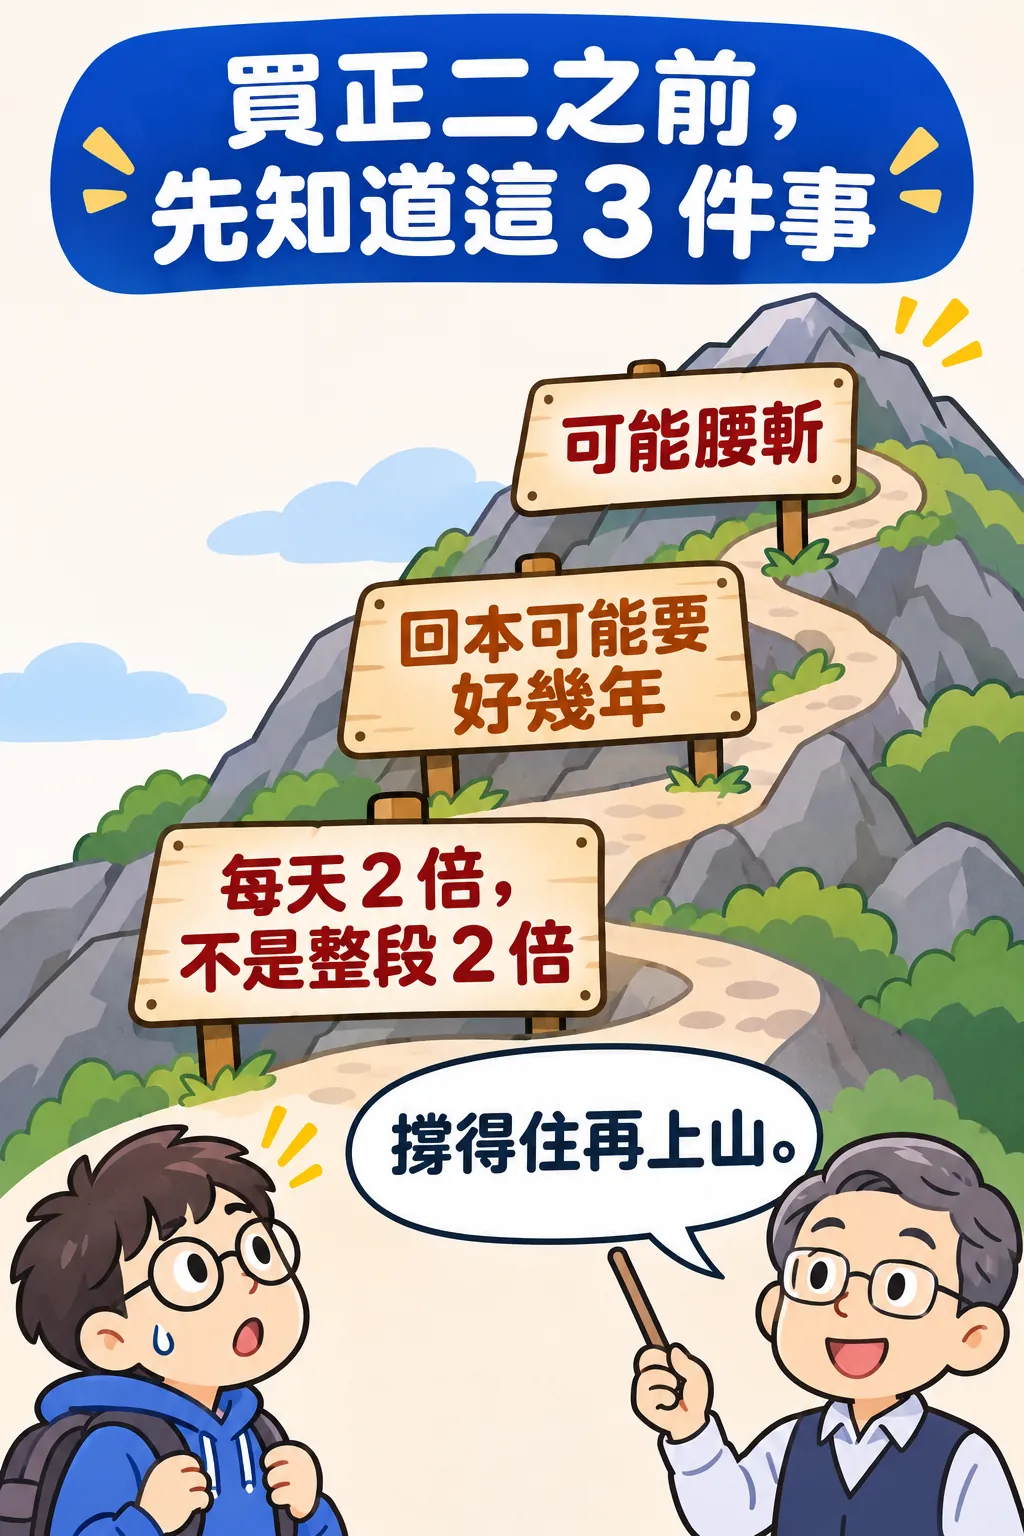 買正二之前，
先知道這3件事
可能腰斬
回本可能要
好幾年
每天2倍，
不是整段2倍
撐得住再上山。